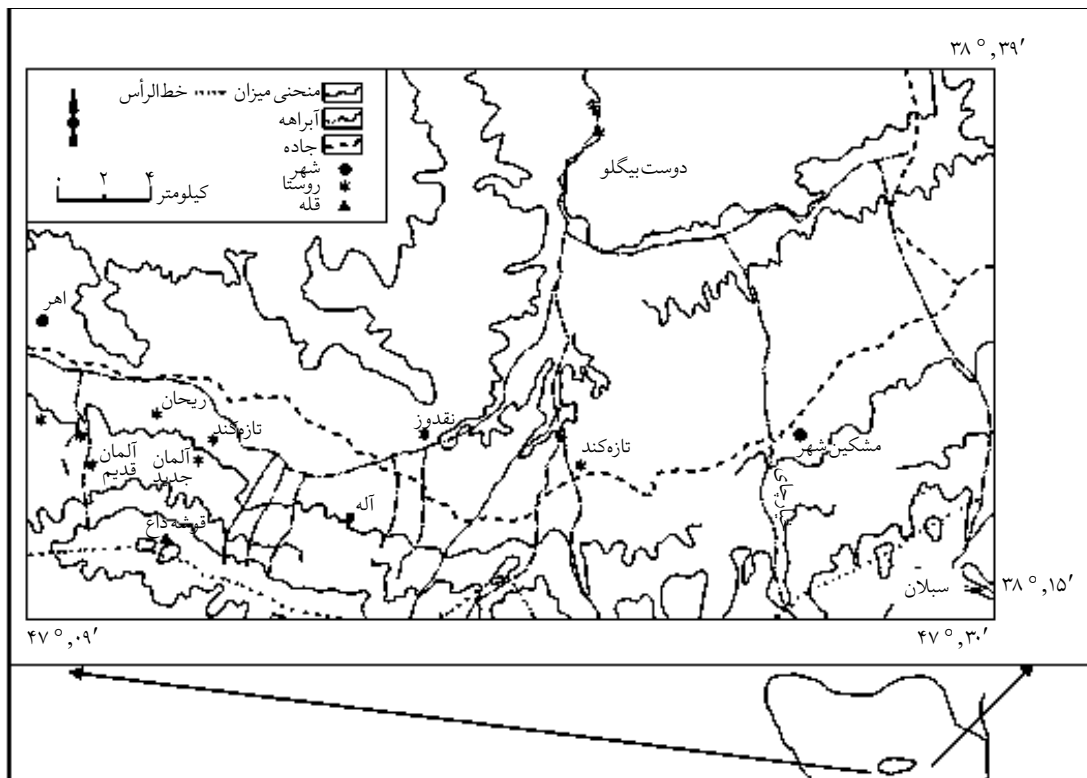 ۳۸°,۳۹′
منحنی میزان خط‌الرأس
آبراهه
جاده
شهر
روستا
قله
۰ ۲ ۴ کیلومتر
دوست‌بیگلو
اهر
ریحان
تازه‌کند
نقدوز
تازه‌کند
مشکین شهر
آلمان قدیم
آلمان جدید
آله
قوشه‌داغ
سبلان
۳۸°,۱۵′
۴۷°,۰۹′
۴۷°,۳۰′